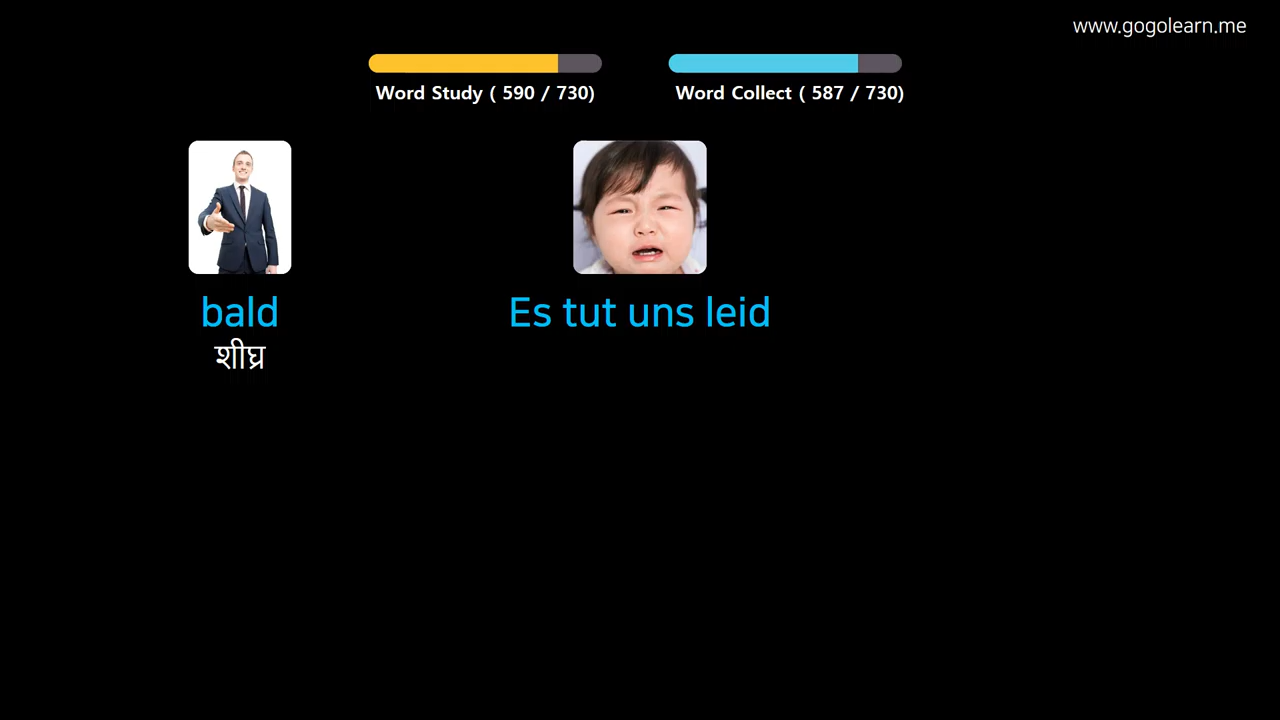 www.gogolearn.me
Word Study ( 590 / 730)
Word Collect ( 587 / 730)
bald
शीघ्र
Es tut uns leid